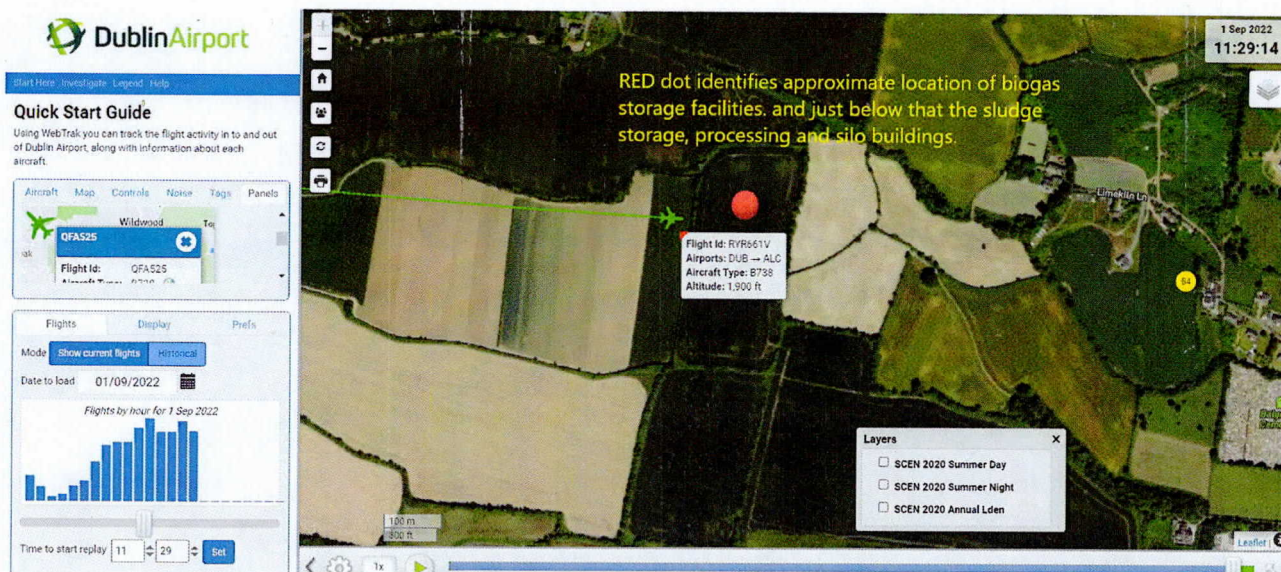 DublinAirport
Start Here Investigate Legend Help
Quick Start Guide
Using WebTrak you can track the flight activity in to and out
of Dublin Airport, along with information about each
aircraft.
Aircraft Map Controls Noise Tags Panels
Wildwood
QFA525
Flight Id: QFA525
Flights Display Prefs
Mode Show current flights Historical
Date to load 01/09/2022
Flights by hour for 1 Sep 2022
Time to start replay 11 29 Set
+
-
1 Sep 2022
11:29:14
RED dot identifies approximate location of biogas
storage facilities. and just below that the sludge
storage, processing and silo buildings.
Limekiln Ln
Flight Id: RYR661V
Airports: DUB → ALC
Aircraft Type: B738
Altitude: 1,900 ft
54
Layers ×
SCEN 2020 Summer Day
SCEN 2020 Summer Night
SCEN 2020 Annual Lden
100 m
300 ft
Leaflet |
1x